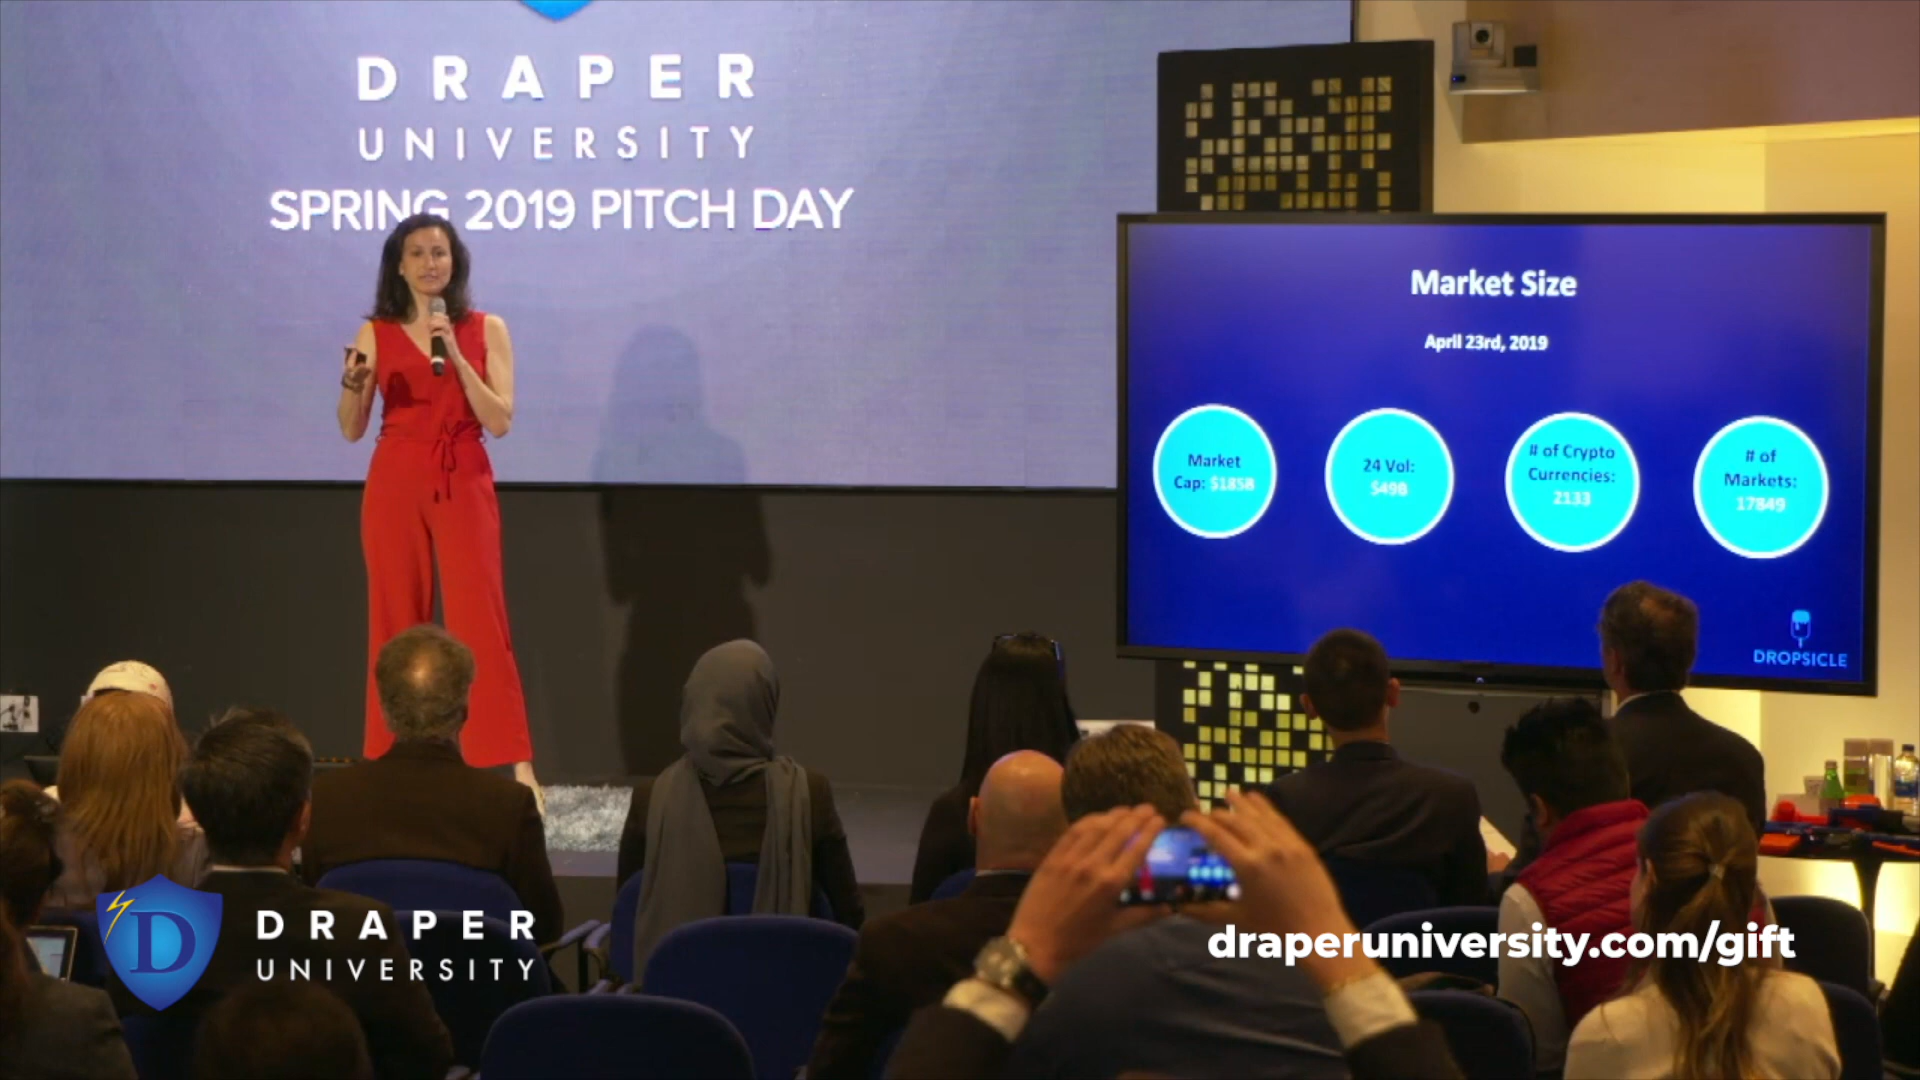 DRAPER
UNIVERSITY
SPRING 2019 PITCH DAY
Market Size
April 23rd, 2019
Market
Cap: $185B
24 Vol:
$49B
# of Crypto
Currencies:
2133
# of
Markets:
17849
DROPSICLE
D
DRAPER
UNIVERSITY
draperuniversity.com/gift